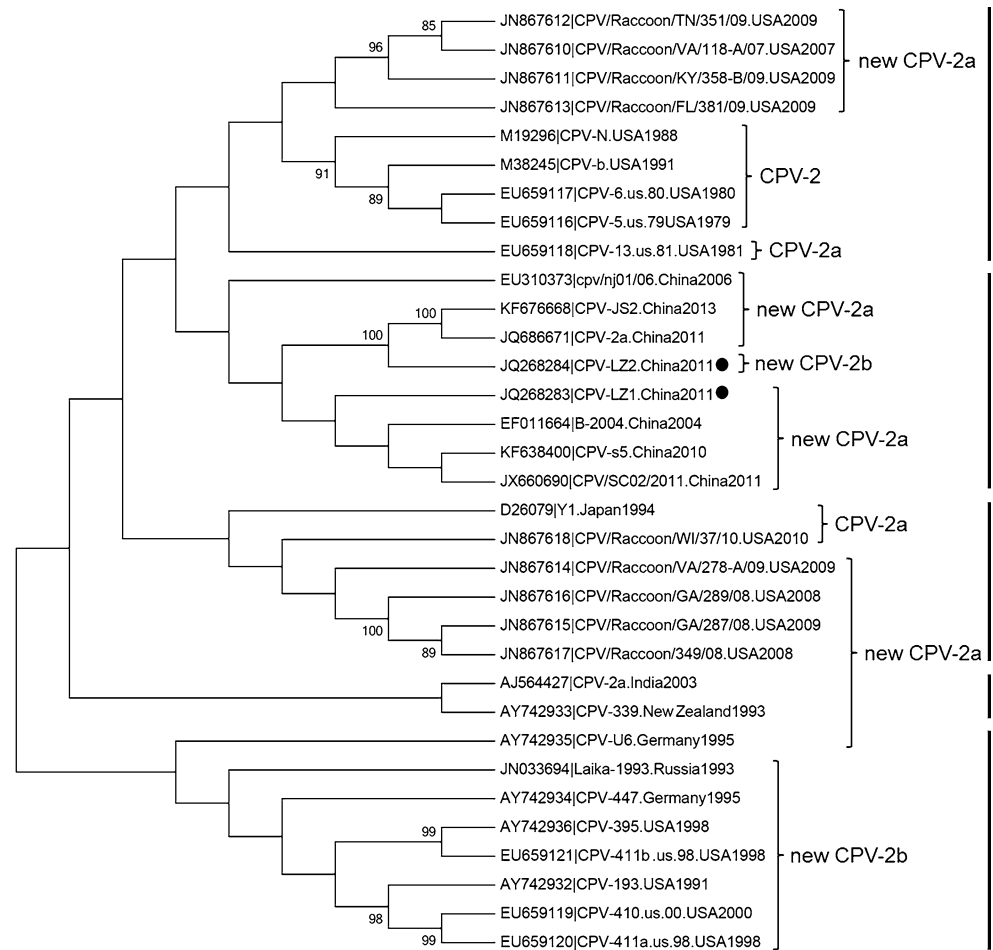 JN867612|CPV/Raccoon/TN/351/09.USA2009
85
JN867610|CPV/Raccoon/VA/118-A/07.USA2007
96
new CPV-2a
JN867611|CPV/Raccoon/KY/358-B/09.USA2009
JN867613|CPV/Raccoon/FL/381/09.USA2009
M19296|CPV-N.USA1988
91
M38245|CPV-b.USA1991
CPV-2
89
EU659117|CPV-6.us.80.USA1980
EU659116|CPV-5.us.79USA1979
EU659118|CPV-13.us.81.USA1981
CPV-2a
EU310373|cpv/nj01/06.China2006
KF676668|CPV-JS2.China2013
100
new CPV-2a
JQ686671|CPV-2a.China2011
100
JQ268284|CPV-LZ2.China2011
new CPV-2b
JQ268283|CPV-LZ1.China2011
EF011664|B-2004.China2004
new CPV-2a
KF638400|CPV-s5.China2010
JX660690|CPV/SC02/2011.China2011
D26079|Y1.Japan1994
CPV-2a
JN867618|CPV/Raccoon/WI/37/10.USA2010
JN867614|CPV/Raccoon/VA/278-A/09.USA2009
JN867616|CPV/Raccoon/GA/289/08.USA2008
100
JN867615|CPV/Raccoon/GA/287/08.USA2009
89
JN867617|CPV/Raccoon/349/08.USA2008
new CPV-2a
AJ564427|CPV-2a.India2003
AY742933|CPV-339.New Zealand1993
AY742935|CPV-U6.Germany1995
JN033694|Laika-1993.Russia1993
AY742934|CPV-447.Germany1995
AY742936|CPV-395.USA1998
99
EU659121|CPV-411b.us.98.USA1998
new CPV-2b
AY742932|CPV-193.USA1991
98
EU659119|CPV-410.us.00.USA2000
99
EU659120|CPV-411a.us.98.USA1998